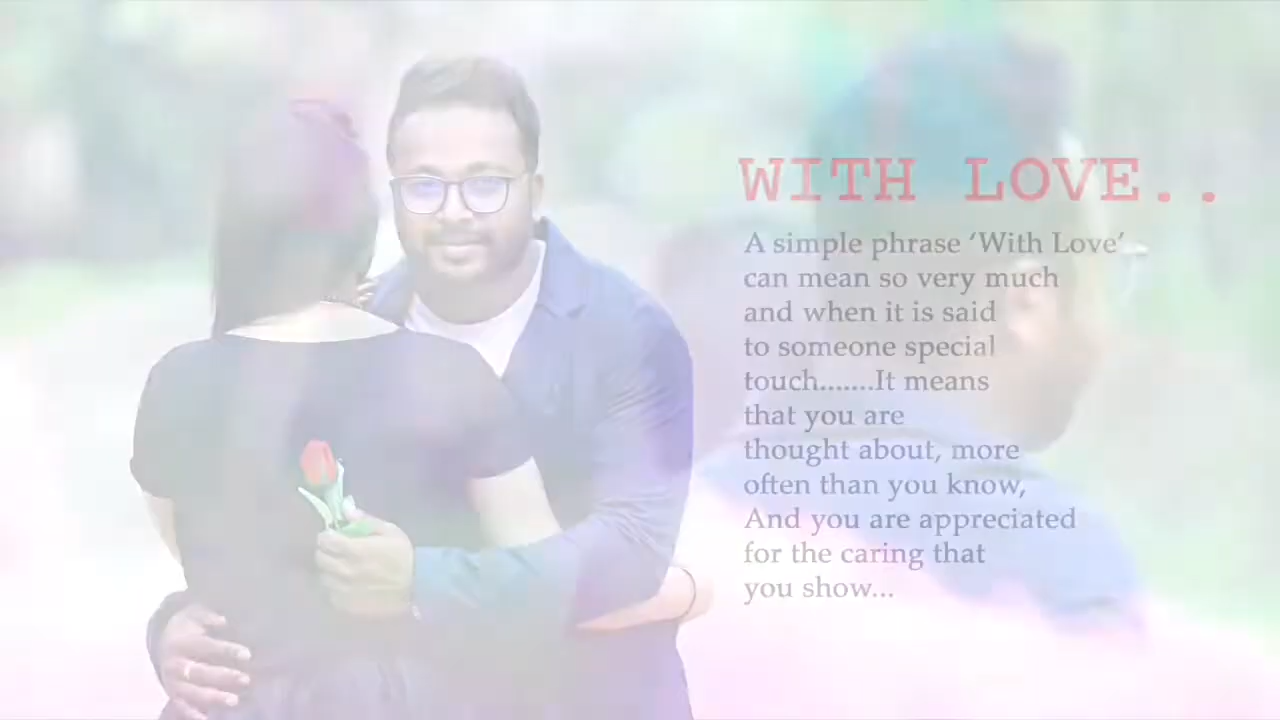 WITH LOVE..
A simple phrase ‘With Love’
can mean so very much
and when it is said
to someone special
touch.......It means
that you are
thought about, more
often than you know,
And you are appreciated
for the caring that
you show...